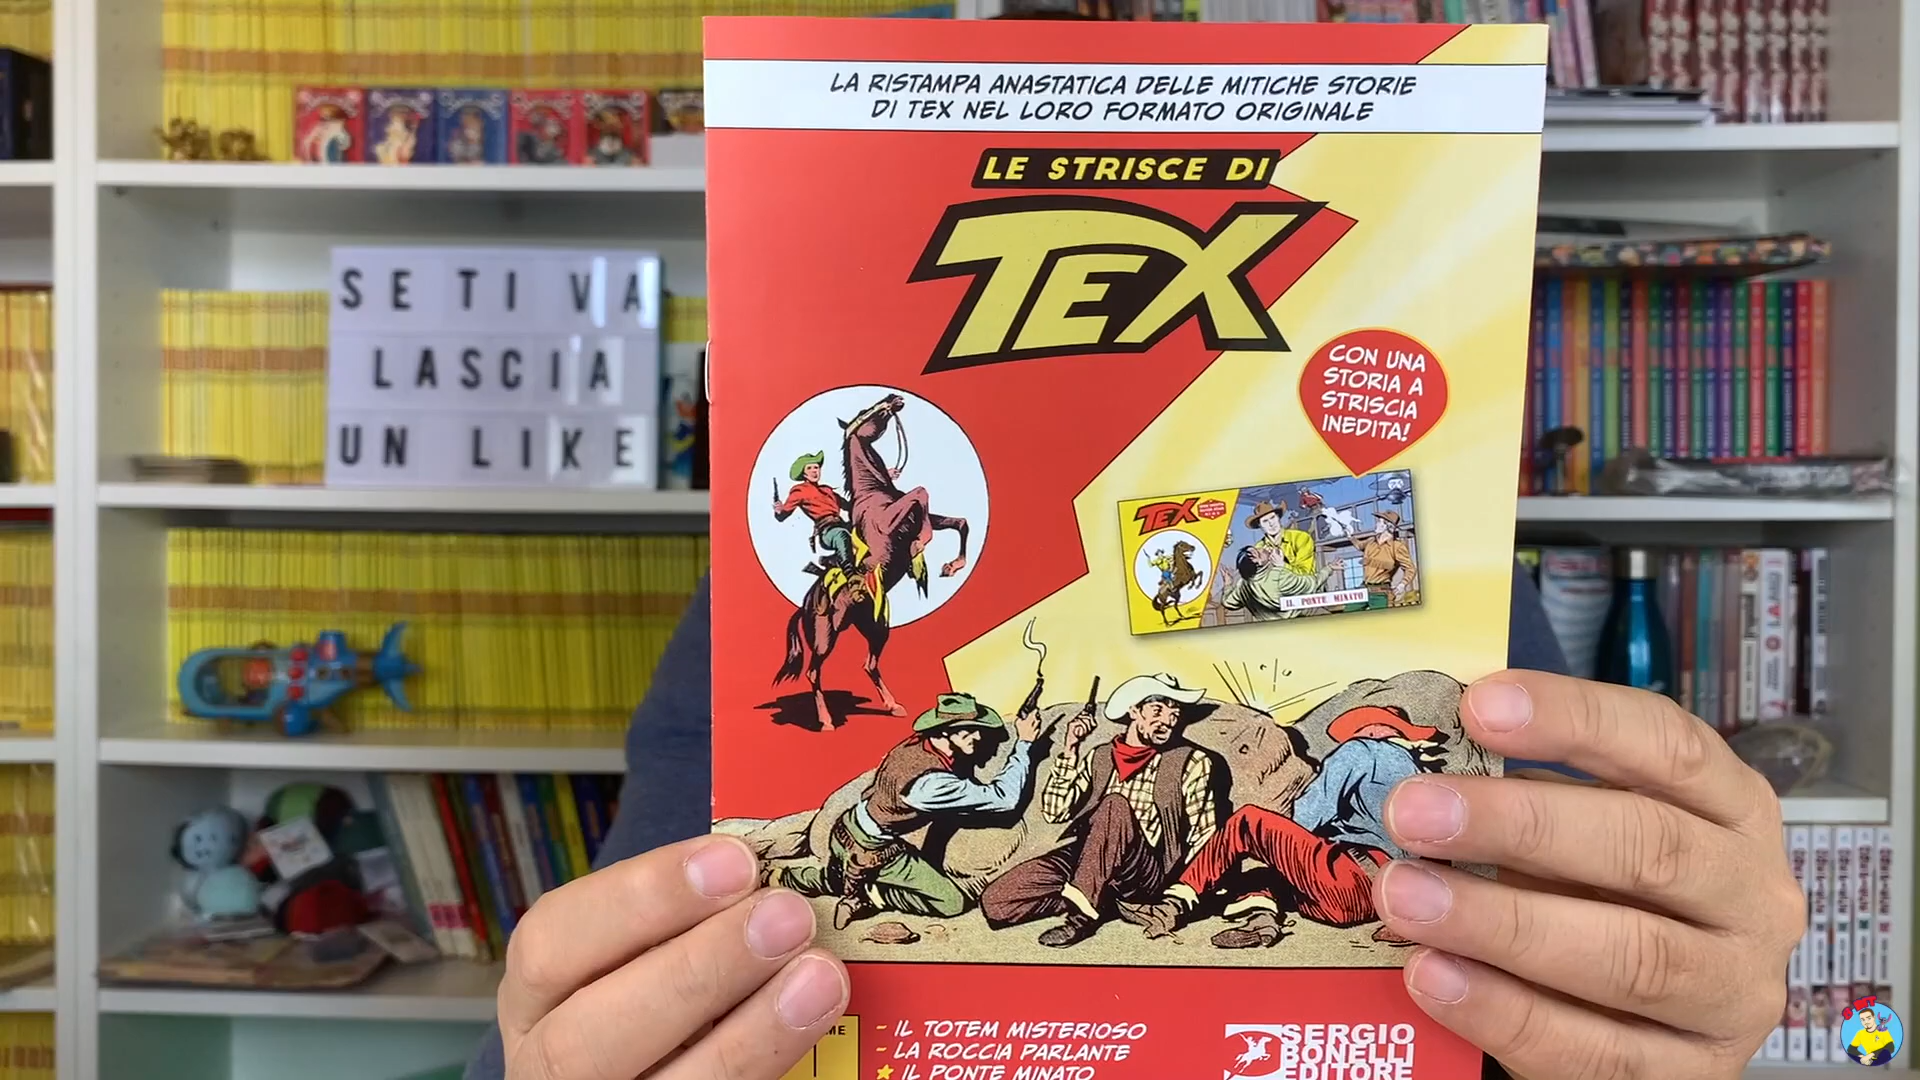 LA RISTAMPA ANASTATICA DELLE MITICHE STORIE
DI TEX NEL LORO FORMATO ORIGINALE
LE STRISCE DI
TEX
SE TI VA
LASCIA
UN LIKE
CON UNA
STORIA A
STRISCIA
INEDITA!
TEX
IL PONTE MINATO
- IL TOTEM MISTERIOSO
- LA ROCCIA PARLANTE
IL PONTE MINATO
SERGIO
BONELLI
EDITORE